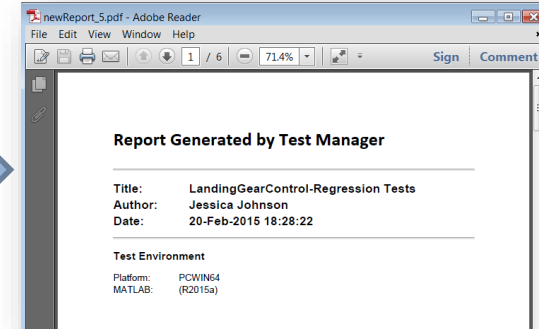 newReport_5.pdf - Adobe Reader
File Edit View Window Help
1 / 6 71.4% Sign Comment
Report Generated by Test Manager
Title: LandingGearControl-Regression Tests
Author: Jessica Johnson
Date: 20-Feb-2015 18:28:22
Test Environment
Platform: PCWIN64
MATLAB: (R2015a)